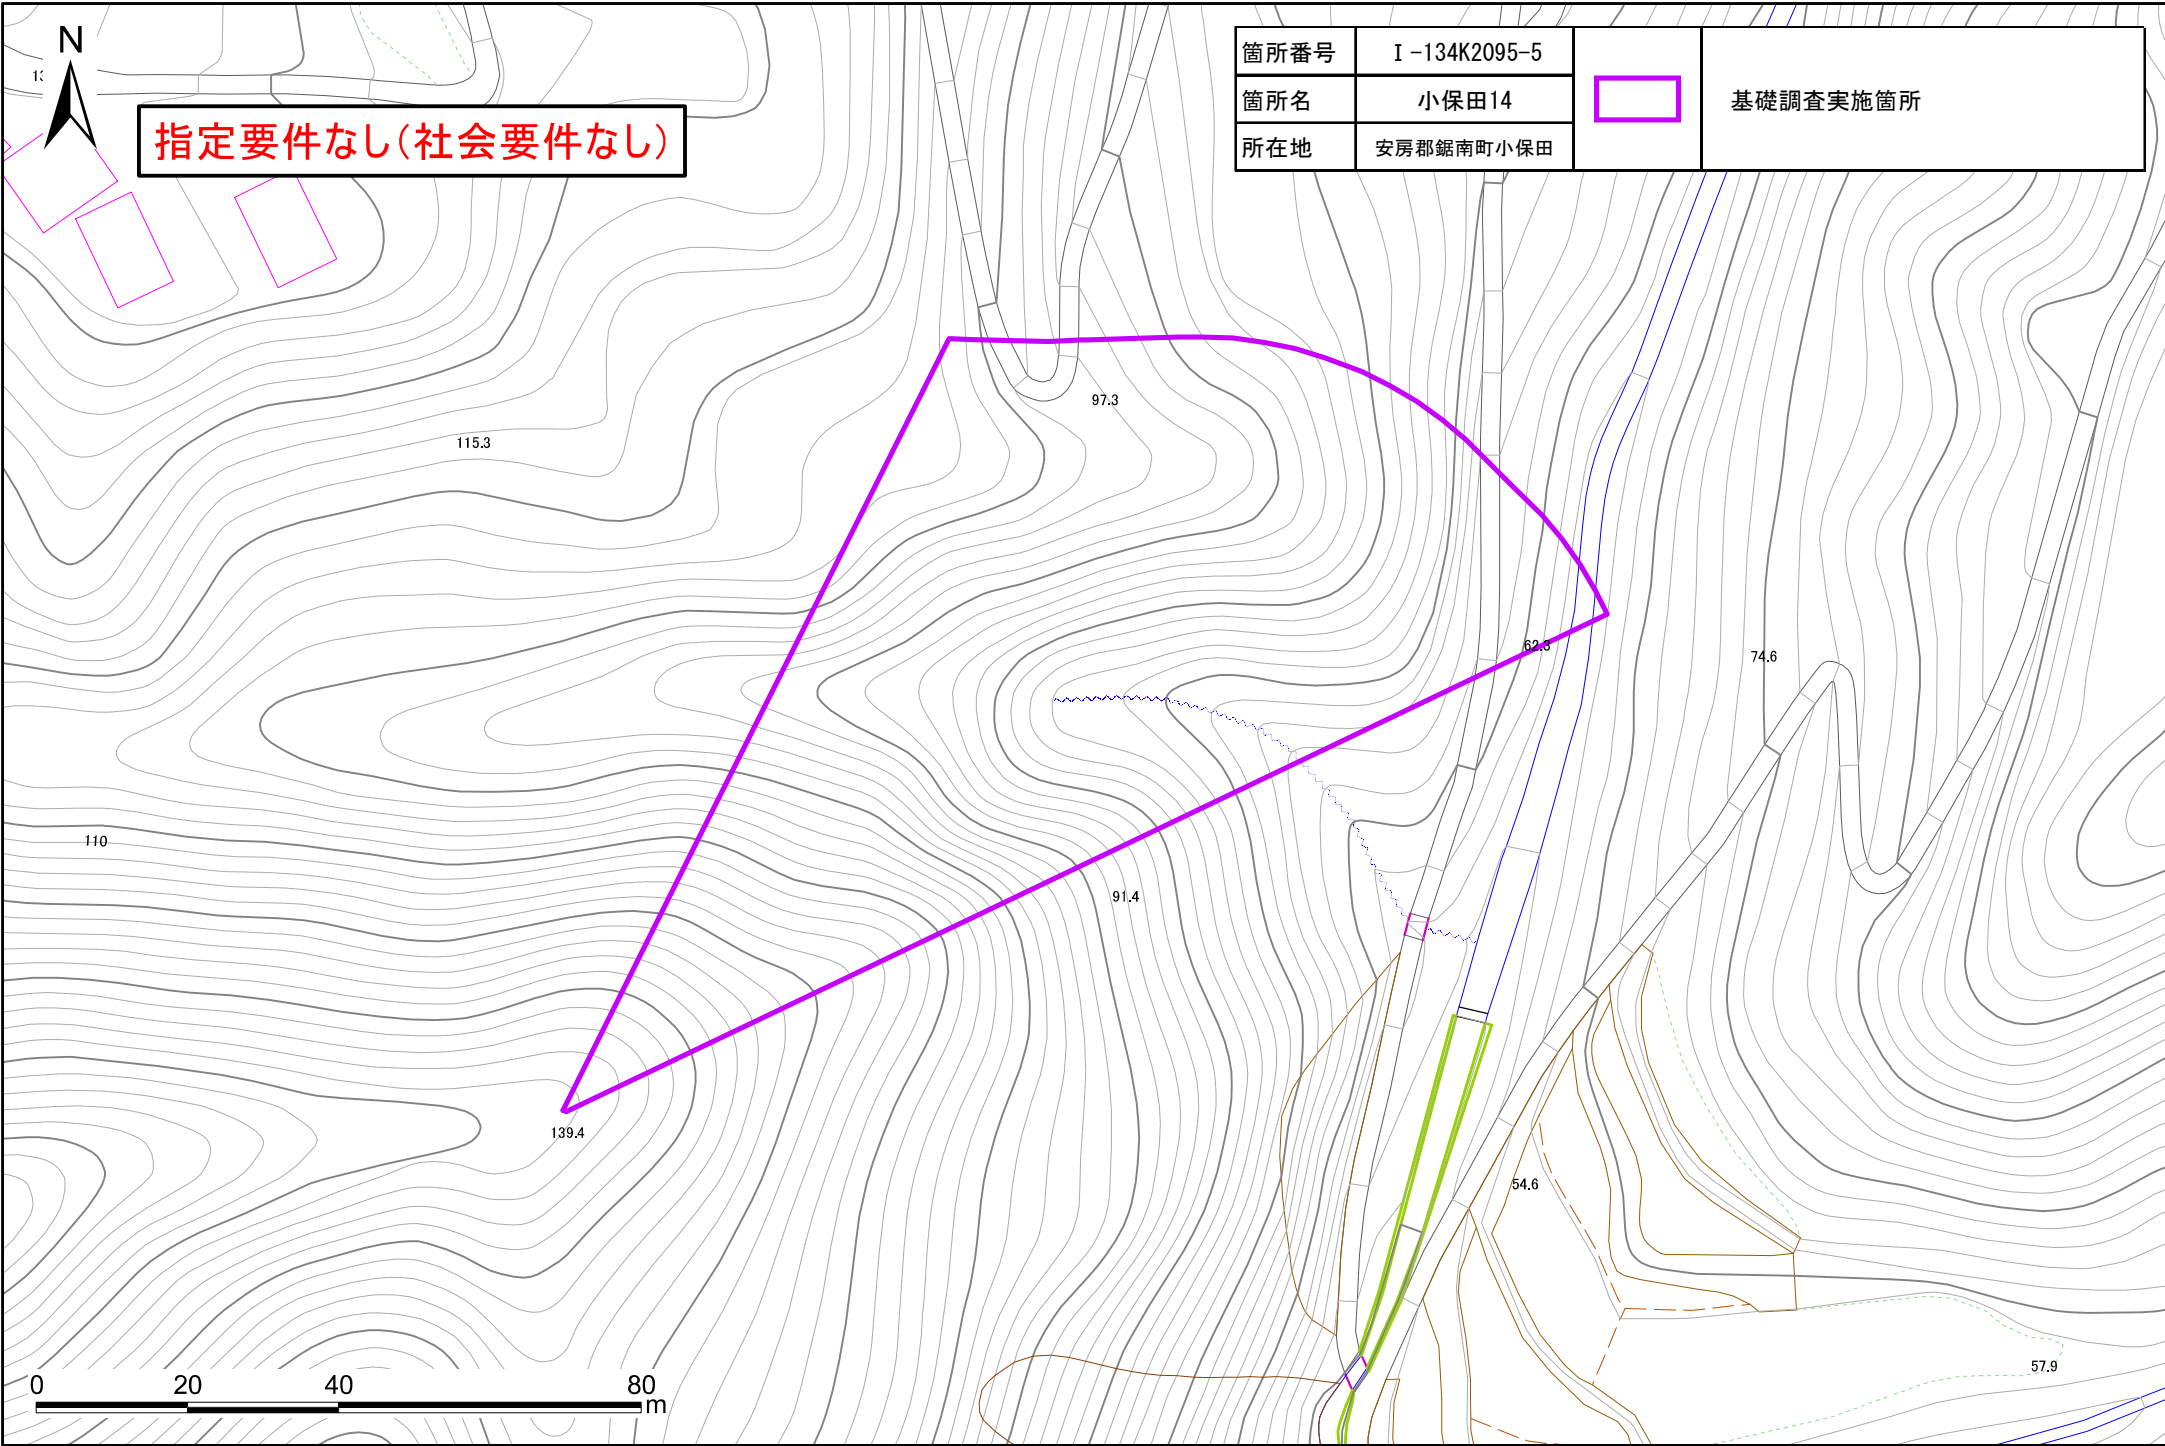 N
指定要件なし(社会要件なし)
箇所番号 Ⅰ-134K2095-5
箇所名 小保田14
所在地 安房郡鋸南町小保田
基礎調査実施箇所
97.3
115.3
62.3
74.6
110
91.4
139.4
54.6
57.9
0 20 40 80 m